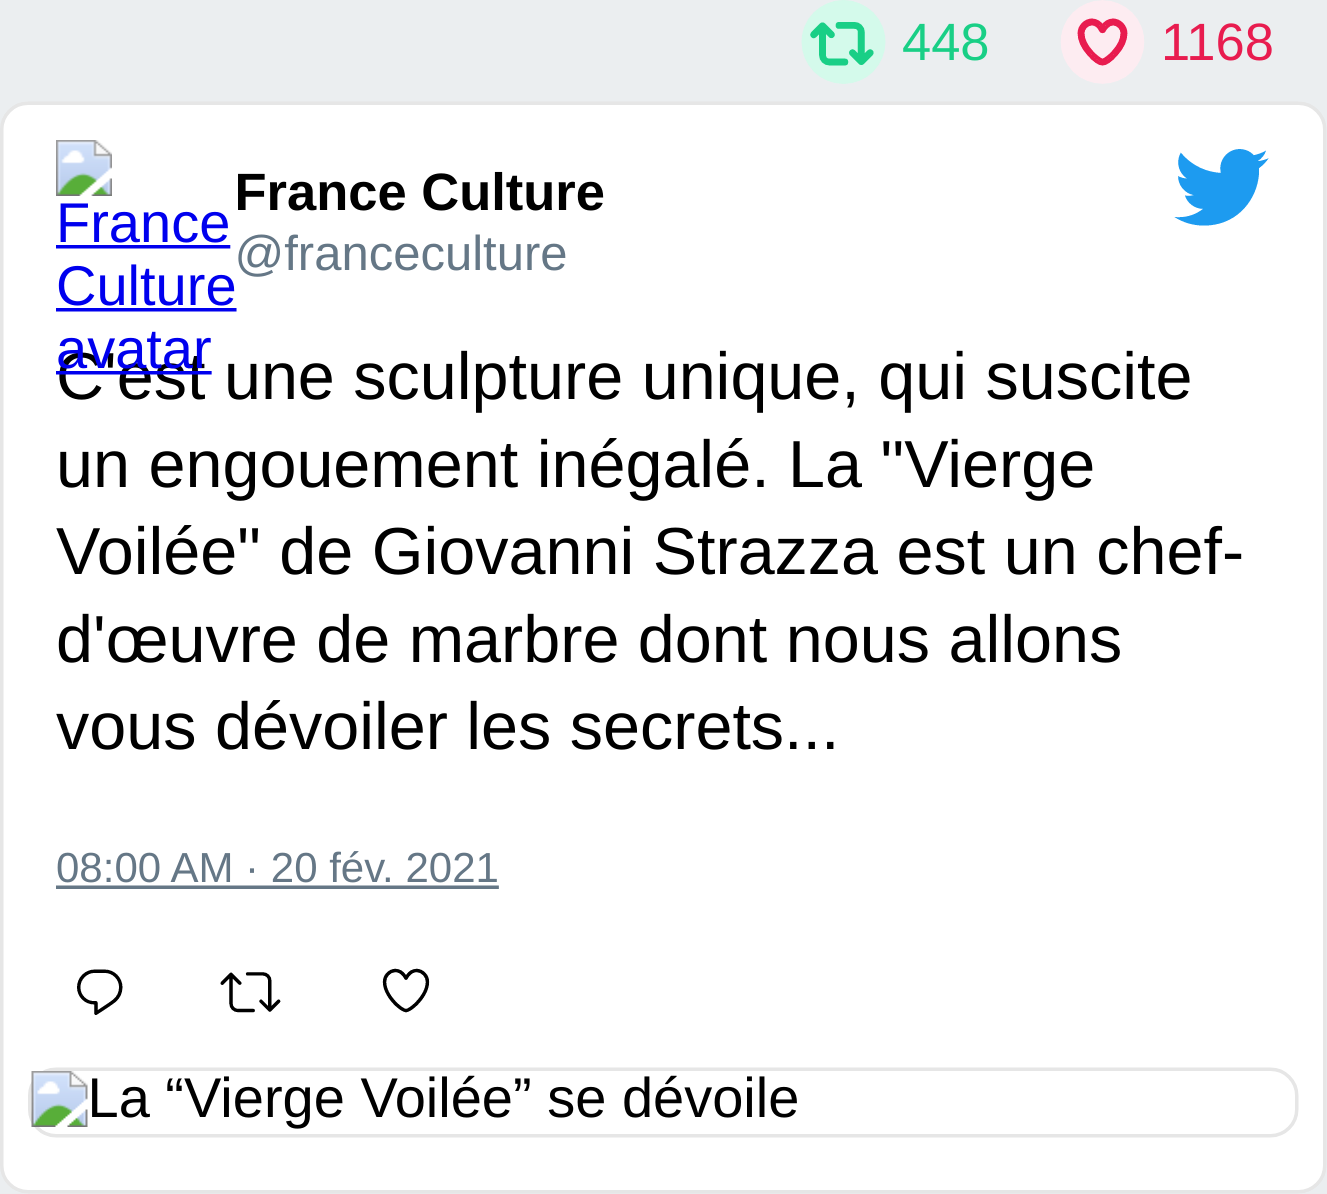 448 1168
France Culture avatar
France Culture
@franceculture
C'est une sculpture unique, qui suscite
un engouement inégalé. La "Vierge
Voilée" de Giovanni Strazza est un chef-
d'œuvre de marbre dont nous allons
vous dévoiler les secrets...
08:00 AM · 20 fév. 2021
La “Vierge Voilée” se dévoile